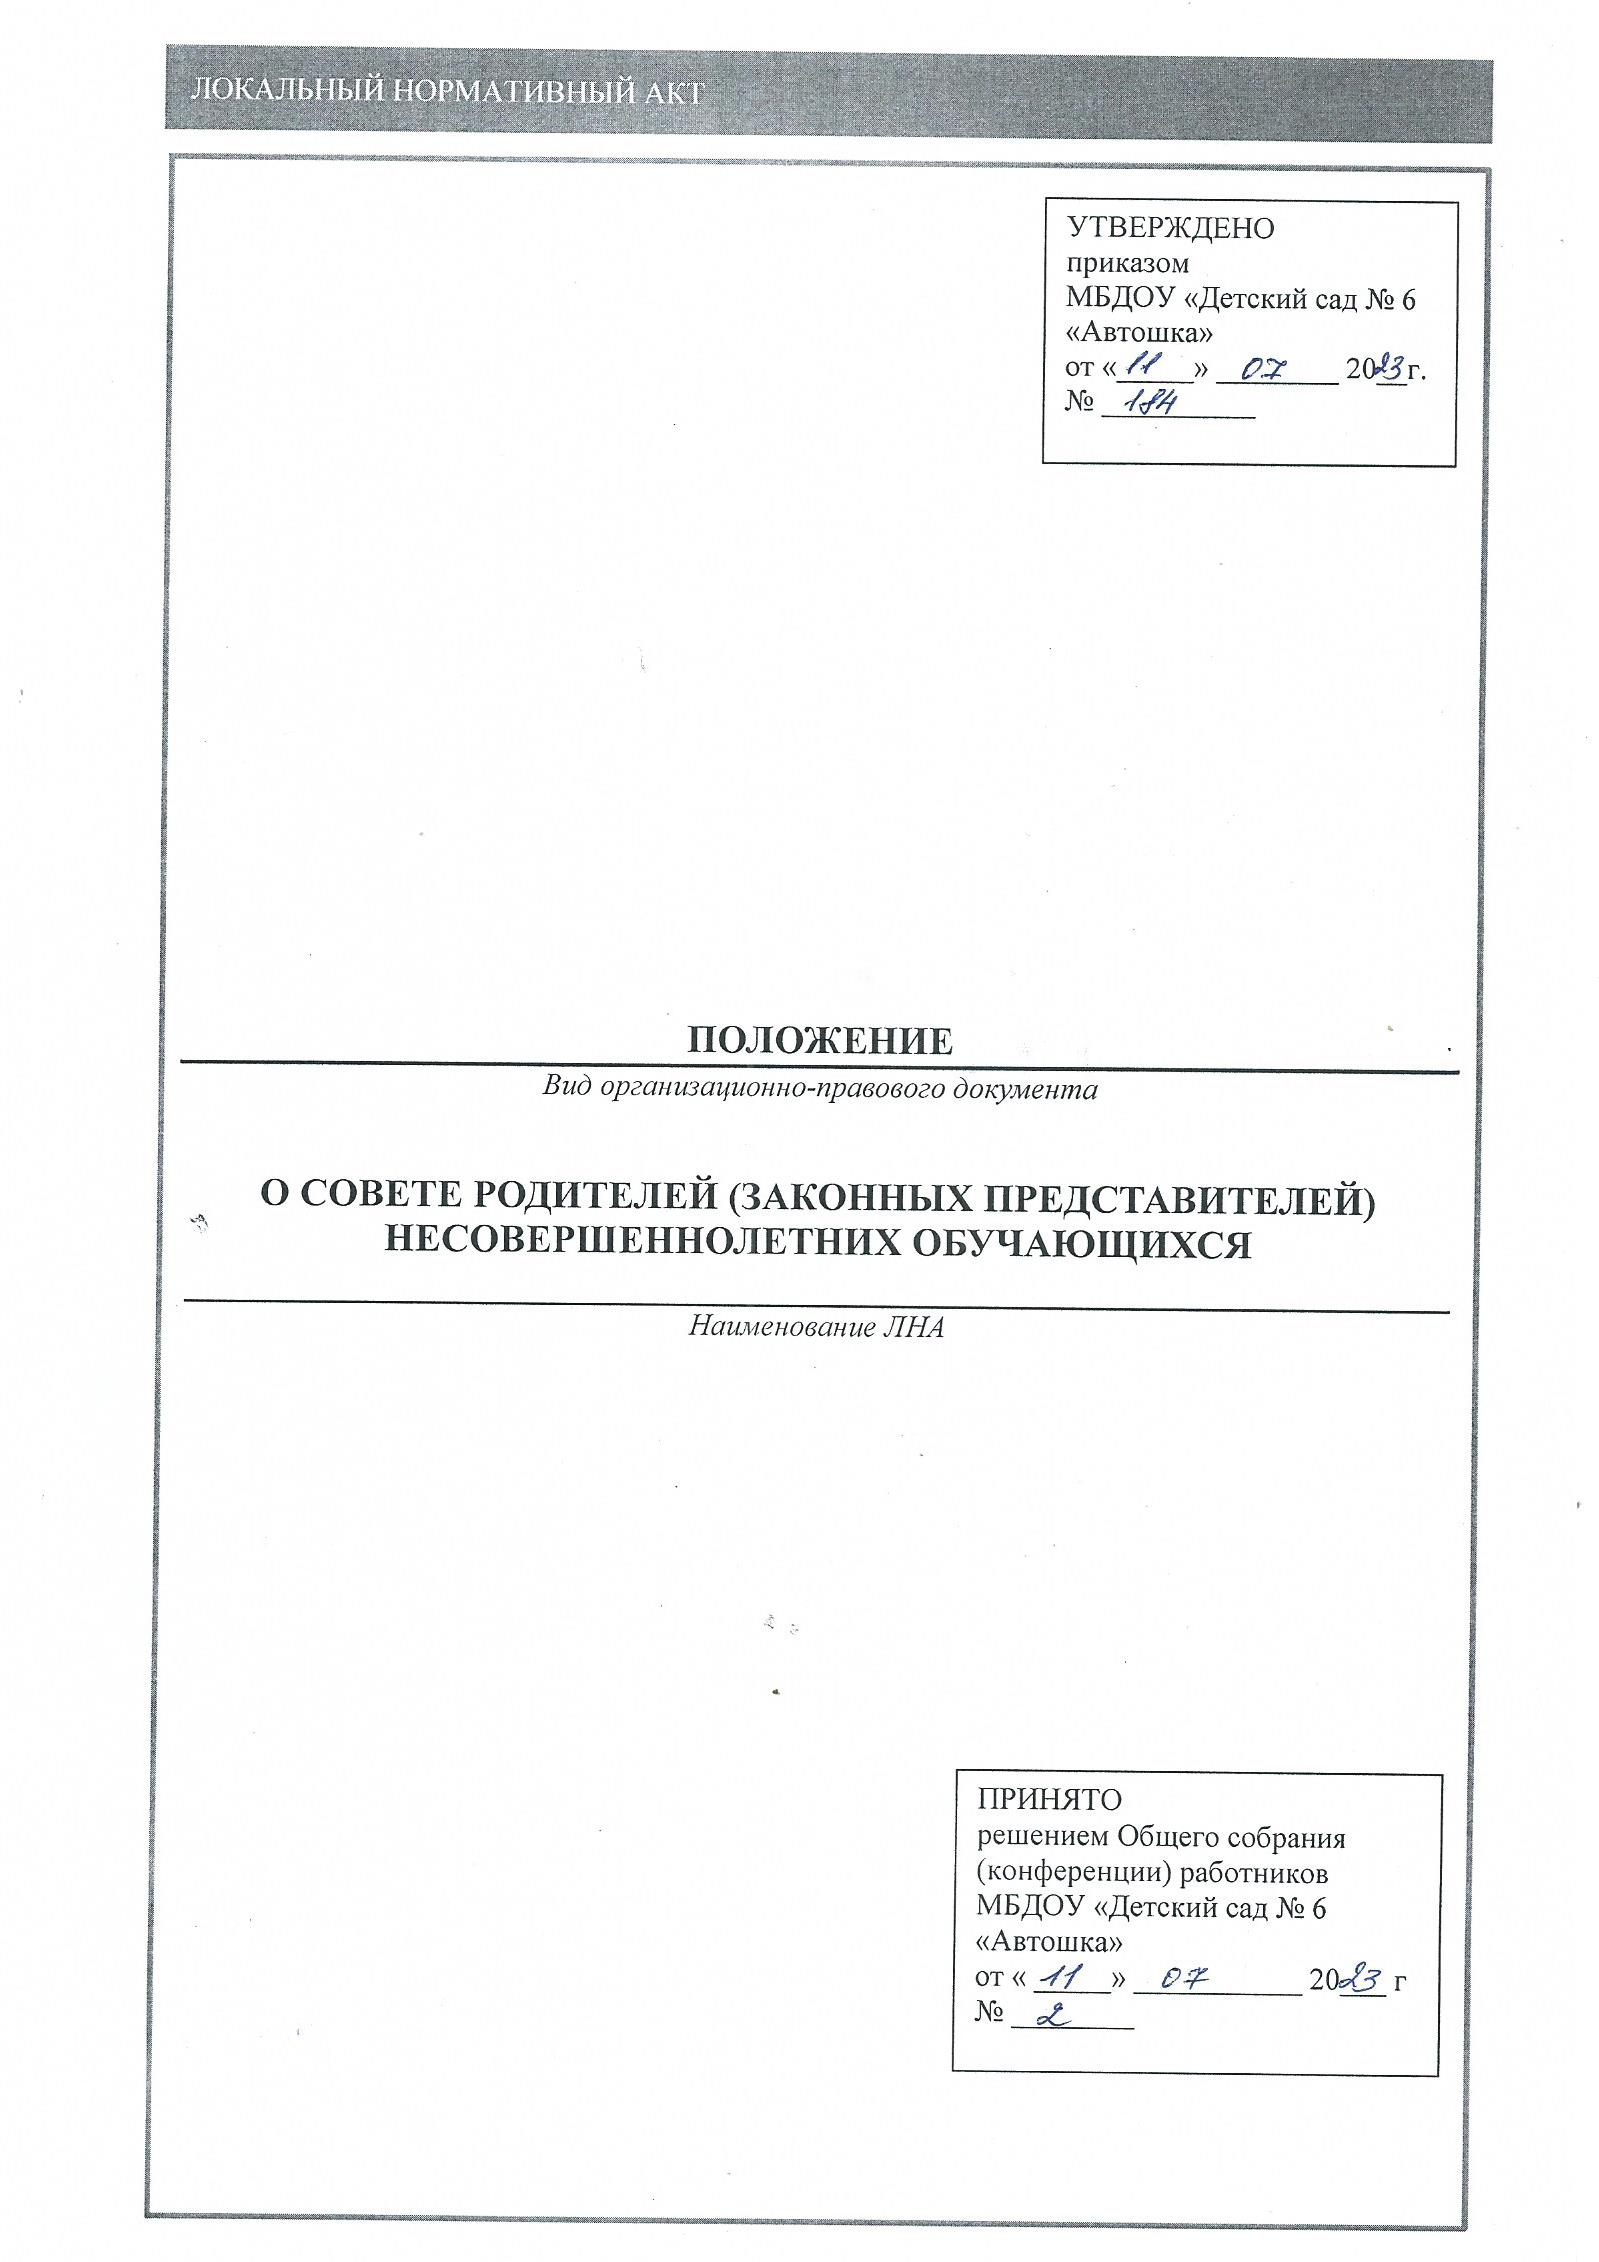 ЛОКАЛЬНЫЙ НОРМАТИВНЫЙ АКТ
УТВЕРЖДЕНО
приказом
МБДОУ «Детский сад № 6
«Автошка»
от «11» 07 2023г.
№ 184
ПОЛОЖЕНИЕ
Вид организационно-правового документа
О СОВЕТЕ РОДИТЕЛЕЙ (ЗАКОННЫХ ПРЕДСТАВИТЕЛЕЙ)
НЕСОВЕРШЕННОЛЕТНИХ ОБУЧАЮЩИХСЯ
Наименование ЛНА
ПРИНЯТО
решением Общего собрания
(конференции) работников
МБДОУ «Детский сад № 6
«Автошка»
от «11» 07 2023 г
№ 2